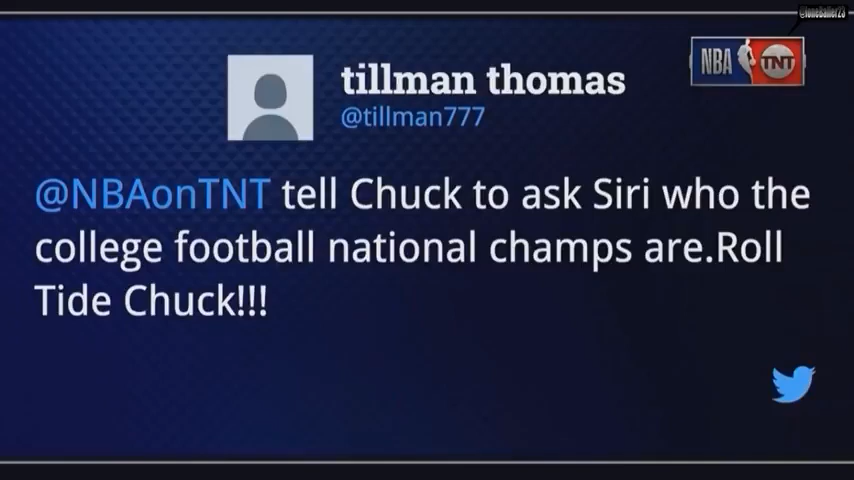 @loneBaller23
NBA TNT
tillman thomas
@tillman777
@NBAonTNT tell Chuck to ask Siri who the
college football national champs are.Roll
Tide Chuck!!!